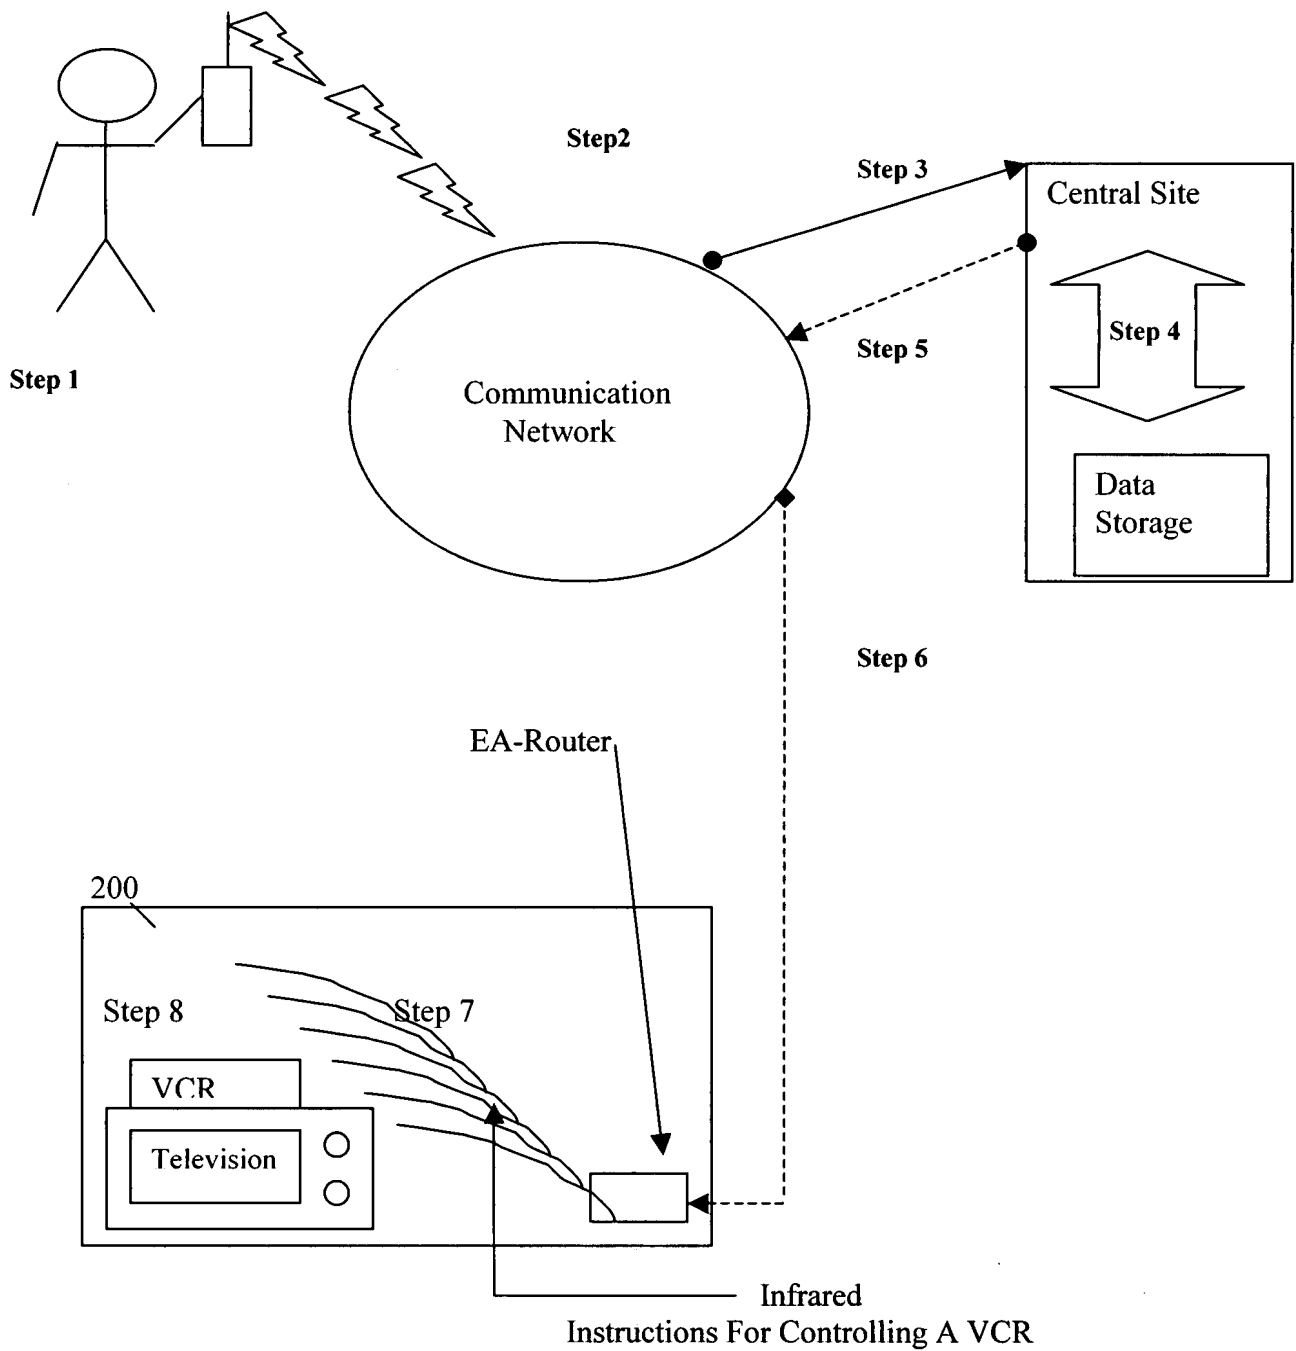 Step2
Step 3
Central Site
Step 4
Step 5
Step 1
Communication
Network
Data
Storage
Step 6
EA-Router
200
Step 8
Step 7
VCR
Television
Infrared
Instructions For Controlling A VCR